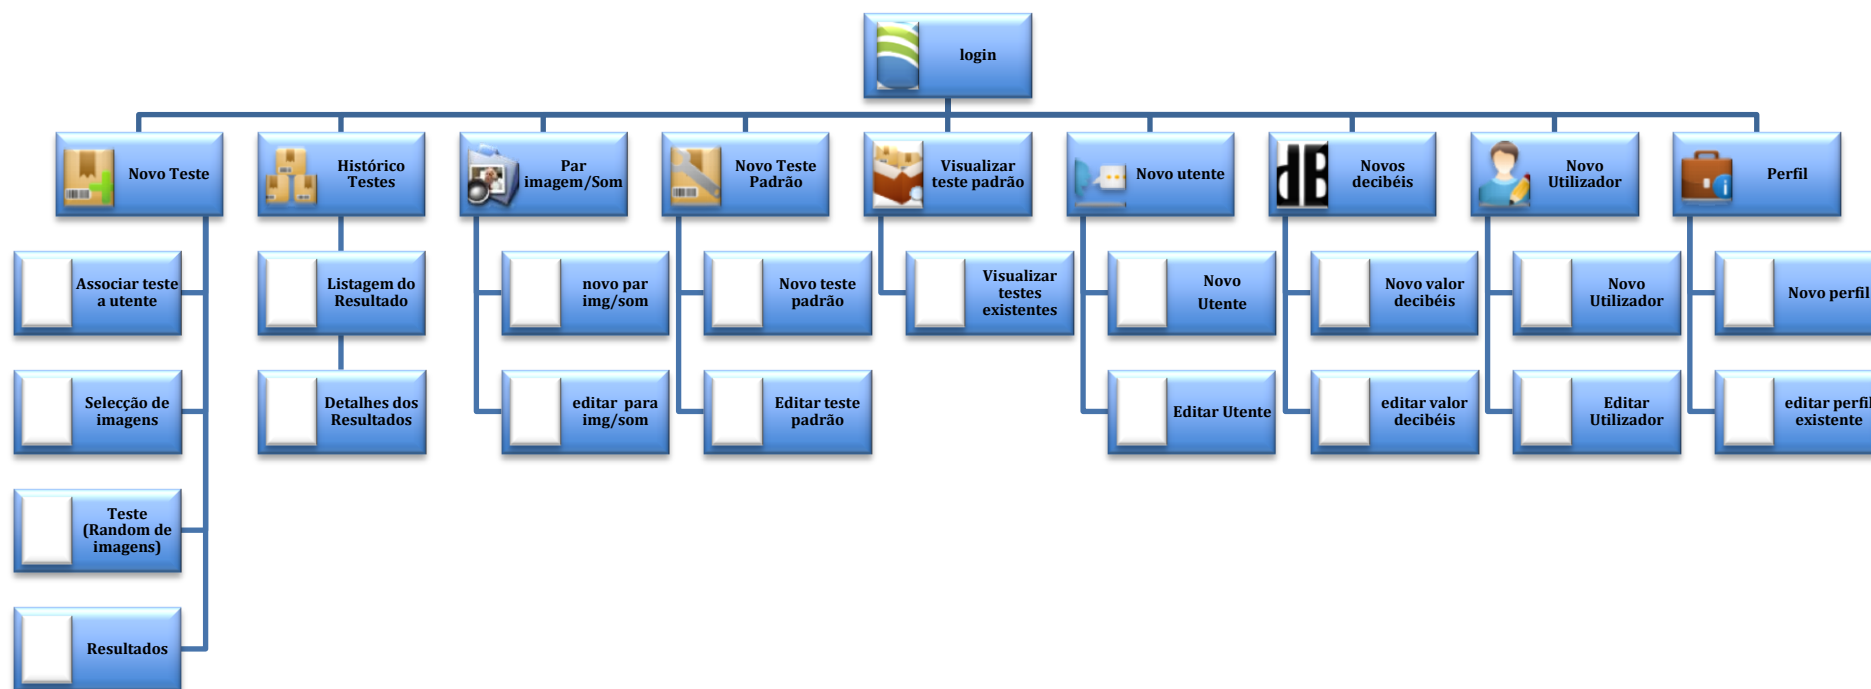 login
Novo Teste
Histórico
Testes
Par
imagem/Som
Novo Teste
Padrão
Visualizar
teste padrão
Novo utente
dB
Novos
decibéis
Novo
Utilizador
Perfil
Associar teste
a utente
Listagem do
Resultado
novo par
img/som
Novo teste
padrão
Visualizar
testes
existentes
Novo
Utente
Novo valor
decibéis
Novo
Utilizador
Novo perfil
Selecção de
imagens
Detalhes dos
Resultados
editar para
img/som
Editar teste
padrão
Editar Utente
editar valor
decibéis
Editar
Utilizador
editar perfil
existente
Teste
(Random de
imagens)
Resultados